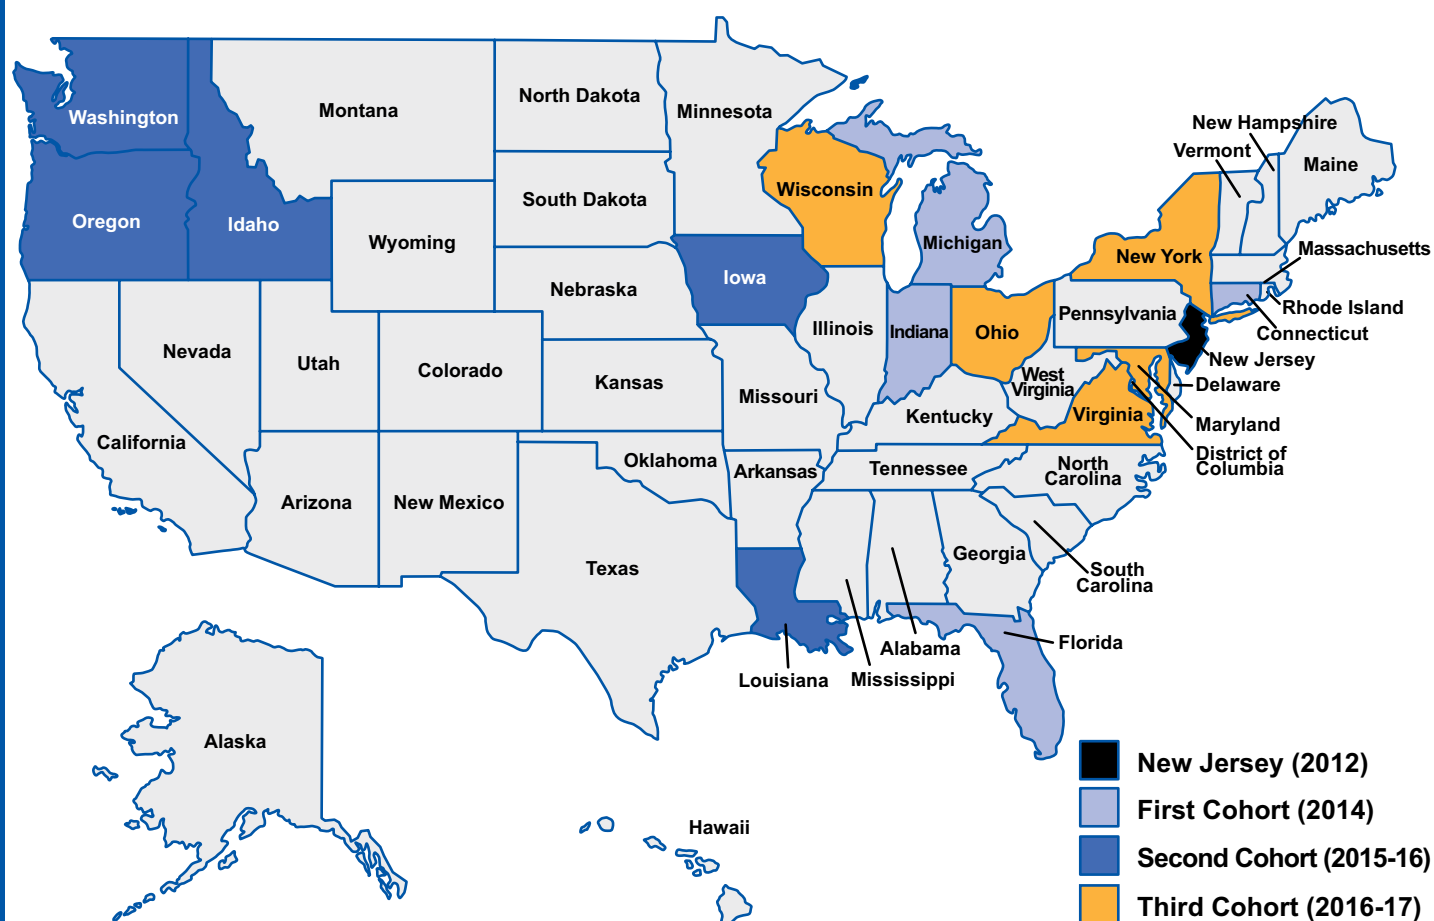 Washington
Montana
North Dakota
Minnesota
New Hampshire
Vermont
Maine
Oregon
Idaho
Wyoming
South Dakota
Wisconsin
Michigan
New York
Massachusetts
Iowa
Nebraska
Illinois
Indiana
Ohio
Pennsylvania
Rhode Island
Connecticut
New Jersey
Nevada
Utah
Colorado
Kansas
Missouri
West
Virginia
Delaware
Kentucky
Virginia
Maryland
California
District of
Columbia
Oklahoma
Arkansas
Tennessee
North
Carolina
Arizona
New Mexico
Texas
Georgia
South
Carolina
Alabama
Florida
Louisiana
Mississippi
Alaska
Hawaii
New Jersey (2012)
First Cohort (2014)
Second Cohort (2015-16)
Third Cohort (2016-17)